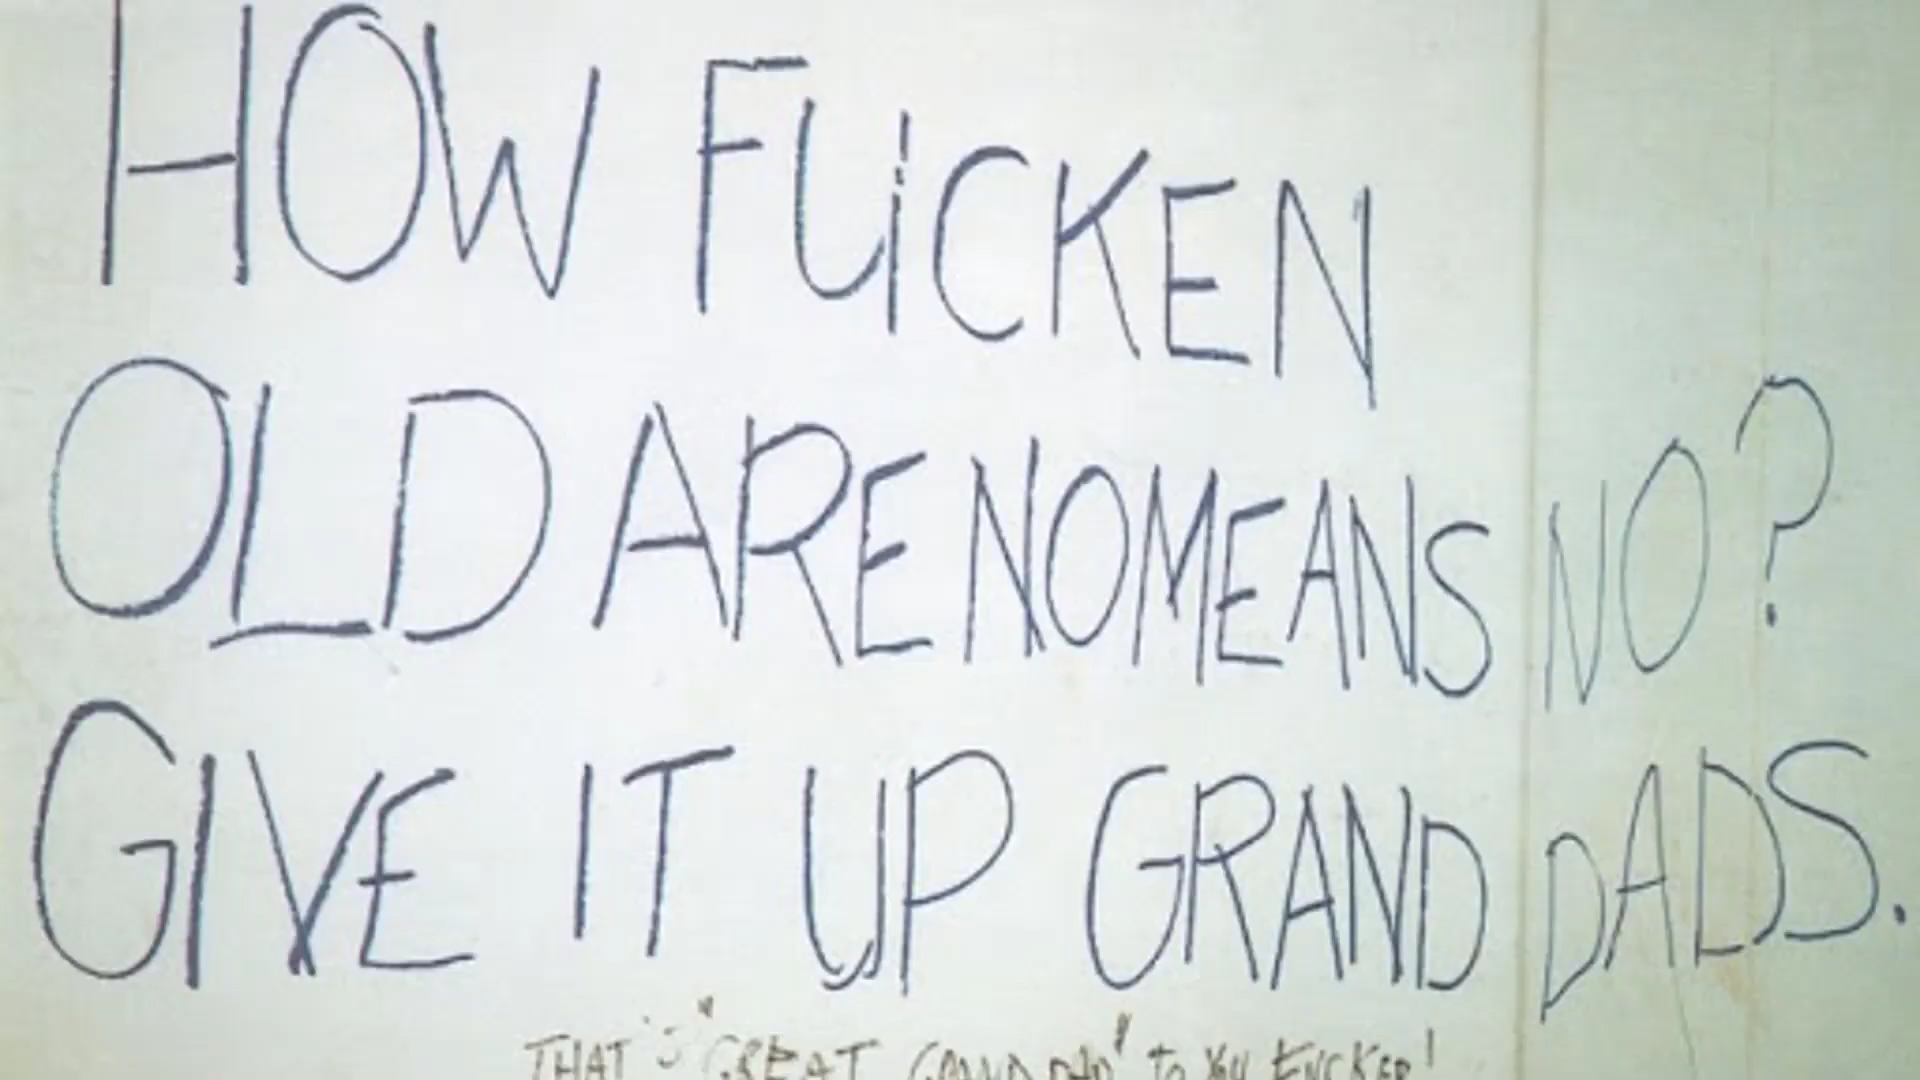 HOW FUCKEN
OLD ARE NOMEANS NO?
GIVE IT UP GRAND DADS.
THAT'S "GREAT GRAND DAD" to YOU FUCKER!